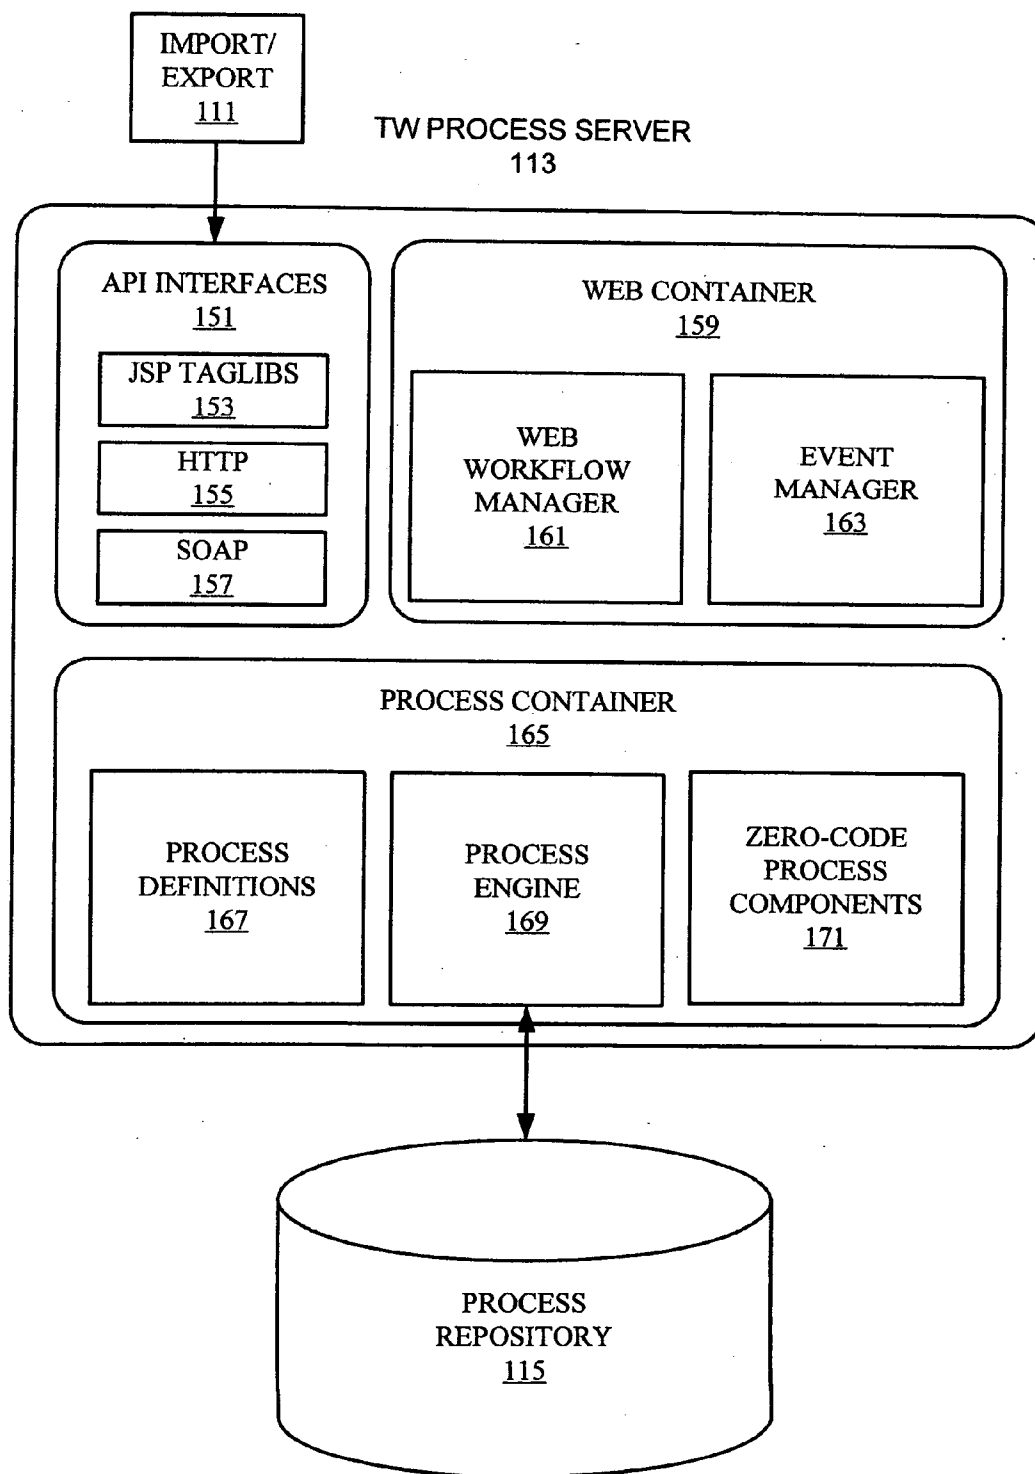 IMPORT/
EXPORT
111
TW PROCESS SERVER
113
API INTERFACES
151
JSP TAGLIBS
153
HTTP
155
SOAP
157
WEB CONTAINER
159
WEB
WORKFLOW
MANAGER
161
EVENT
MANAGER
163
PROCESS CONTAINER
165
PROCESS
DEFINITIONS
167
PROCESS
ENGINE
169
ZERO-CODE
PROCESS
COMPONENTS
171
PROCESS
REPOSITORY
115